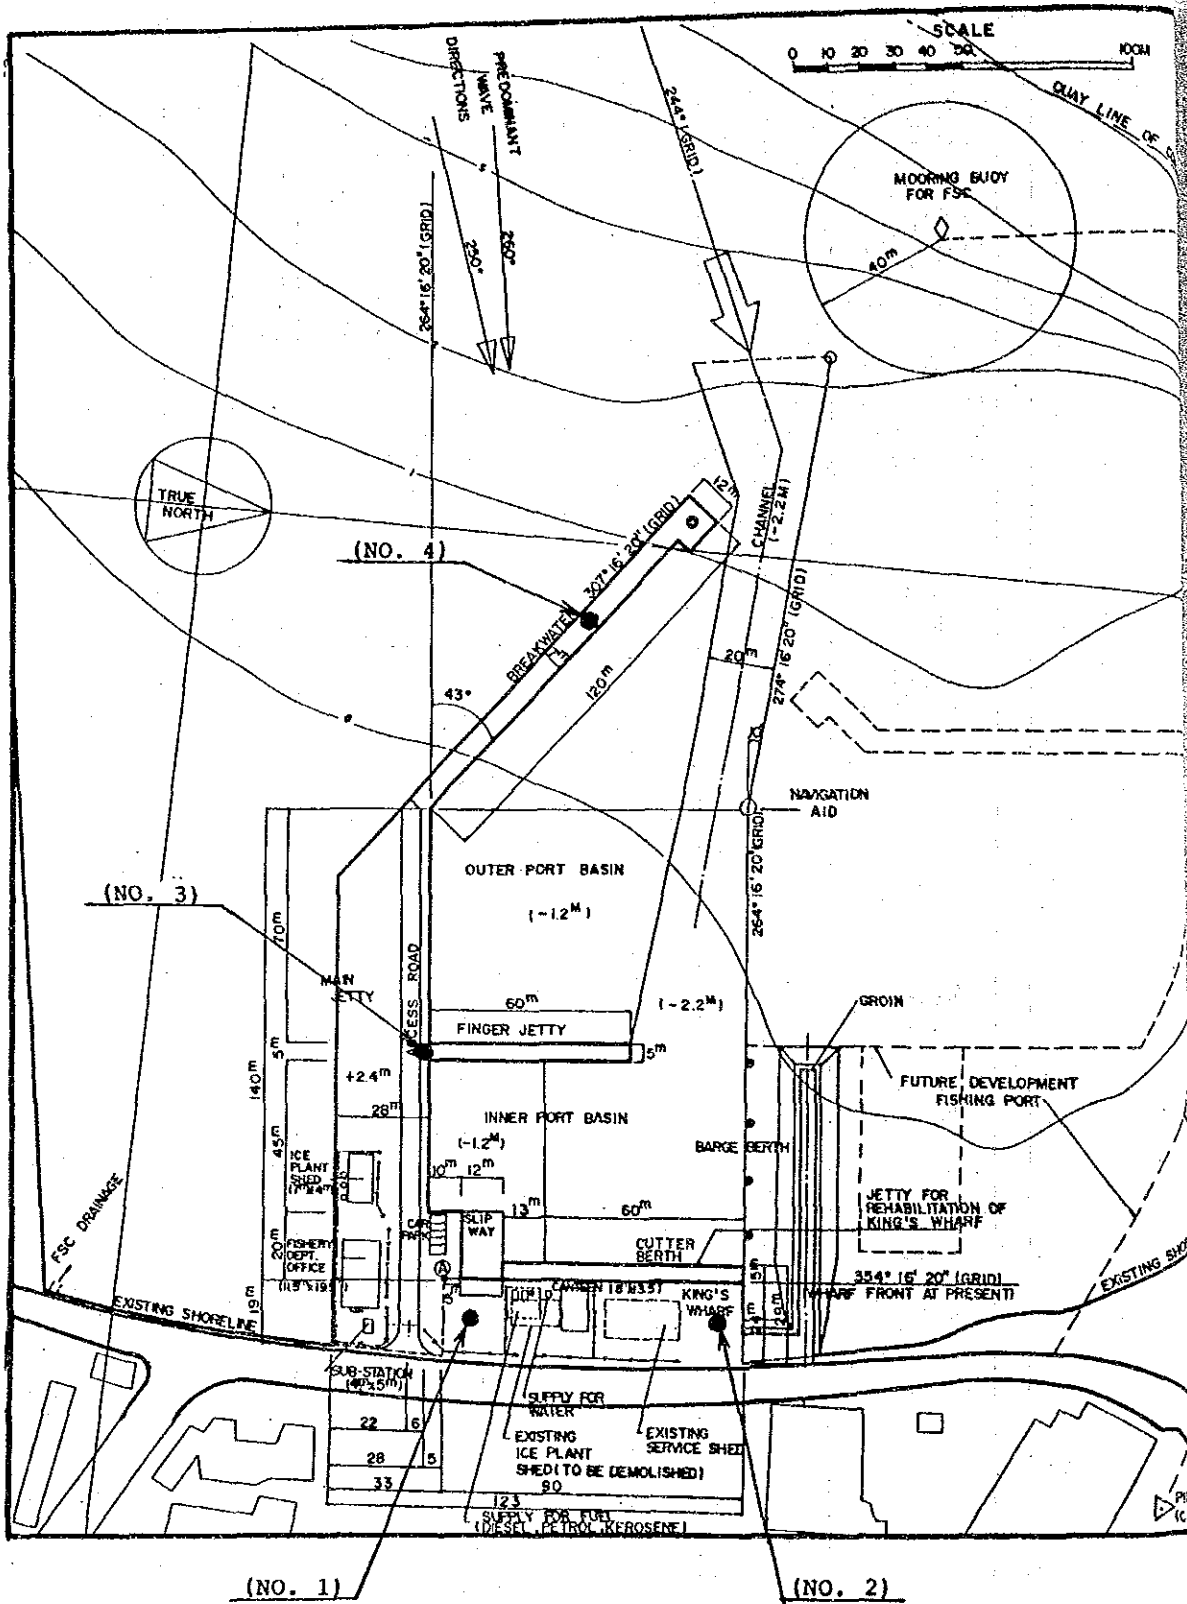 SCALE
0 10 20 30 40 50 100M
QUAY LINE OF
PREDOMINANT
WAVE
DIRECTIONS
250°
260°
264° 16' 20" (GRID)
244° (GRID)
MOORING BUOY
FOR FSC
40m
TRUE
NORTH
(NO. 4)
12m
BREAKWATER 307° 16' 20" (GRID)
CHANNEL
(-2.2M)
120m
43°
20m
274° 16' 20" (GRID)
NAVIGATION
AID
264° 16' 20" (GRID)
OUTER PORT BASIN
(-1.2M)
(NO. 3)
70m
MAIN
JETTY
ACCESS ROAD
60m
(-2.2M)
FINGER JETTY
5m
5m
GROIN
140m
+2.4m
28m
FUTURE DEVELOPMENT
FISHING PORT
INNER PORT BASIN
(-1.2M)
BARGE BERTH
45m
ICE
PLANT
SHED
10m 12m
JETTY FOR
REHABILITATION OF
KING'S WHARF
13m 60m
FSC DRAINAGE
CAR
PARK
SLIP
WAY
20m
FISHERY
DEPT.
OFFICE
CUTTER
BERTH
A
5m
15m
354° 16' 20" (GRID)
(WHARF FRONT AT PRESENT)
EXISTING
19m
EXISTING SHORELINE
KING'S
WHARF
24m
29m
SUB-STATION
(4m x 5m)
SUPPLY FOR
WATER
22 6
EXISTING
ICE PLANT
SHED (TO BE DEMOLISHED)
EXISTING
SERVICE SHED
28 5
33 90
123
SUPPLY FOR FUEL
(DIESEL, PETROL, KEROSENE)
(NO. 1)
(NO. 2)